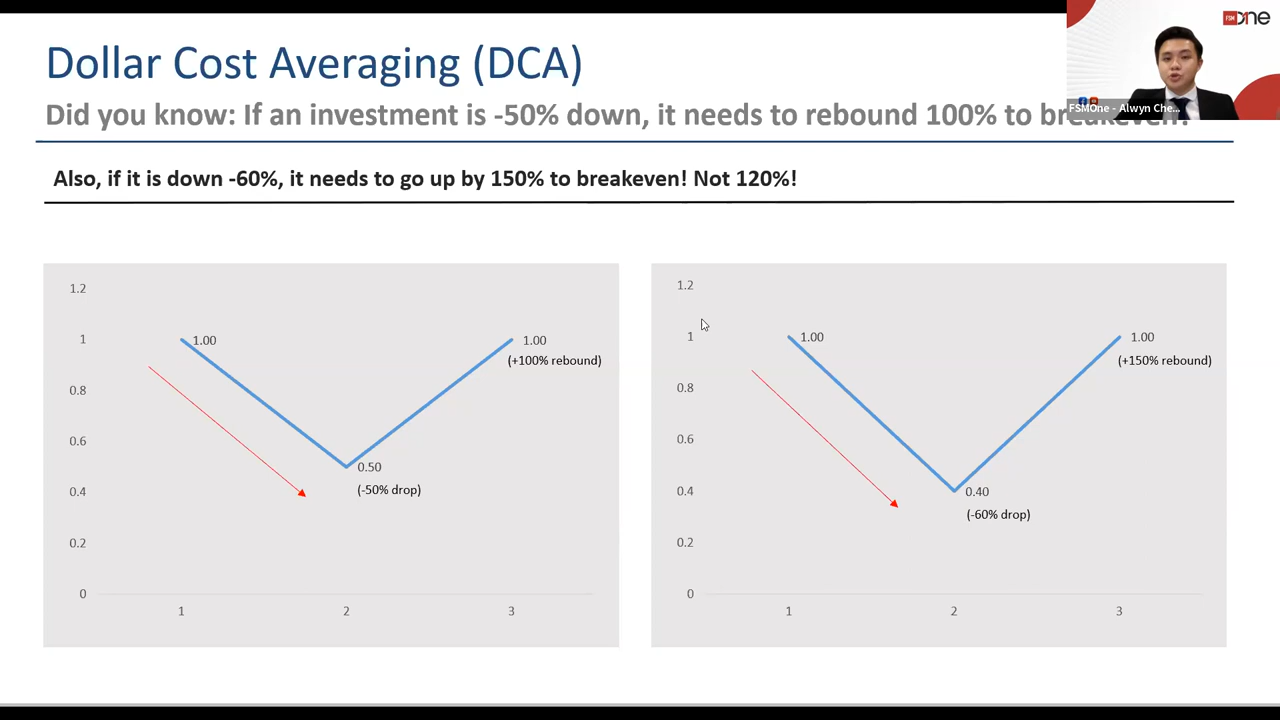 Dollar Cost Averaging (DCA)
FSM one
Did you know: If an investment is -50% down, it needs to rebound 100% to breakeven!
FSMOne - Alwyn Che...
Also, if it is down -60%, it needs to go up by 150% to breakeven! Not 120%!
1.2
1
0.8
0.6
0.4
0.2
0
1.00
1.00
(+100% rebound)
0.50
(-50% drop)
1
2
3
1.2
1
0.8
0.6
0.4
0.2
0
1.00
1.00
(+150% rebound)
0.40
(-60% drop)
1
2
3